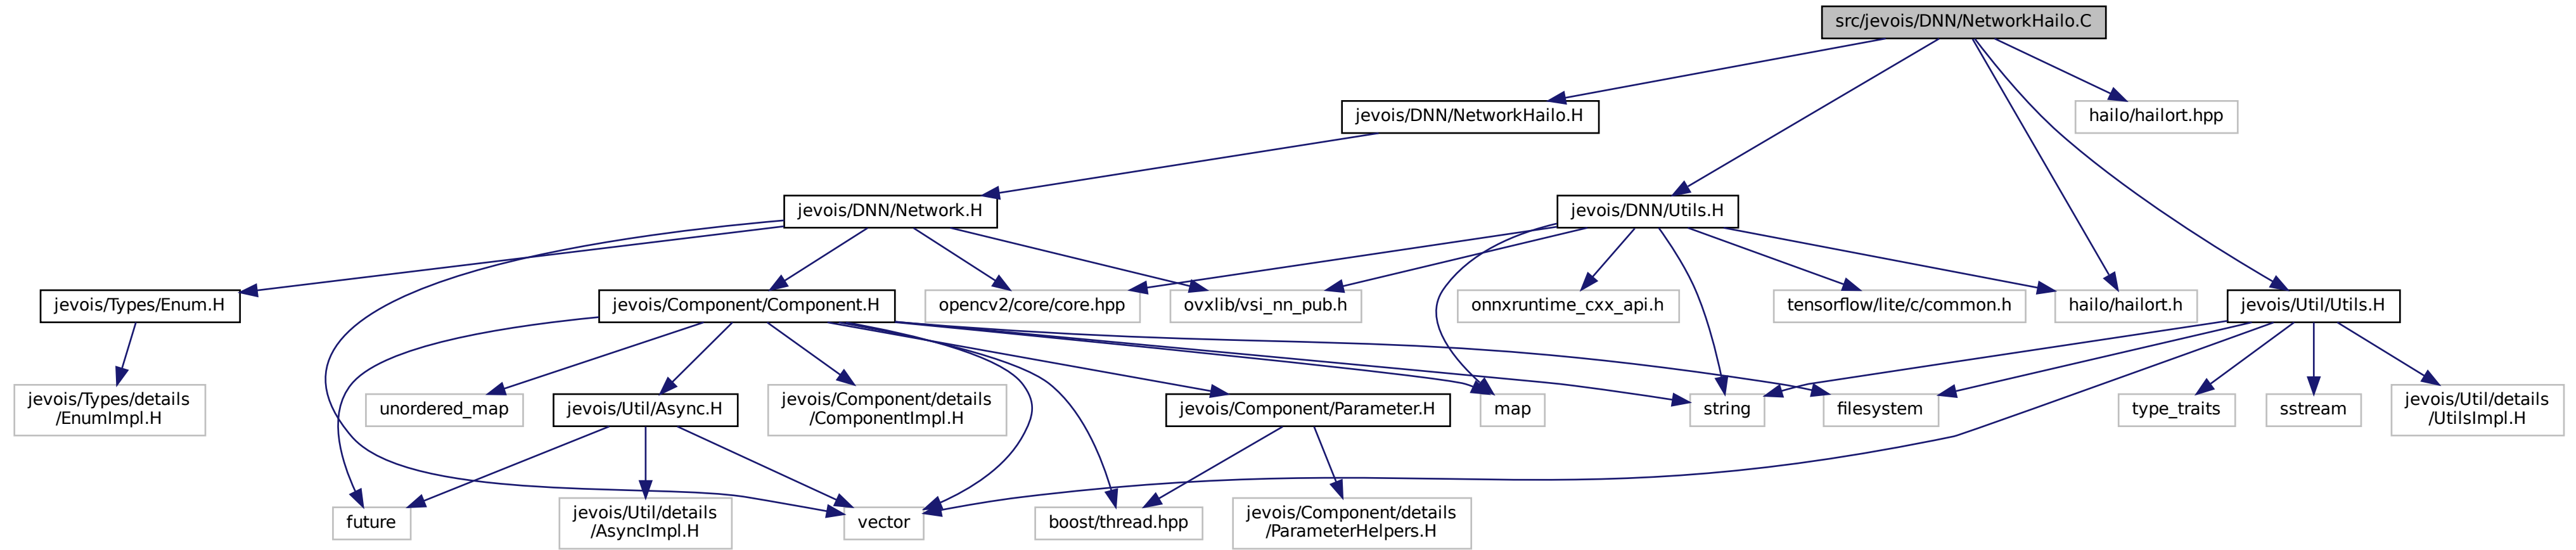 src/jevois/DNN/NetworkHailo.C
jevois/DNN/NetworkHailo.H
hailo/hailort.hpp
jevois/DNN/Network.H
jevois/DNN/Utils.H
jevois/Types/Enum.H
jevois/Component/Component.H
opencv2/core/core.hpp
ovxlib/vsi_nn_pub.h
onnxruntime_cxx_api.h
tensorflow/lite/c/common.h
hailo/hailort.h
jevois/Util/Utils.H
jevois/Types/details
/EnumImpl.H
unordered_map
jevois/Util/Async.H
jevois/Component/details
/ComponentImpl.H
jevois/Component/Parameter.H
map
string
filesystem
type_traits
sstream
jevois/Util/details
/UtilsImpl.H
future
jevois/Util/details
/AsyncImpl.H
vector
boost/thread.hpp
jevois/Component/details
/ParameterHelpers.H